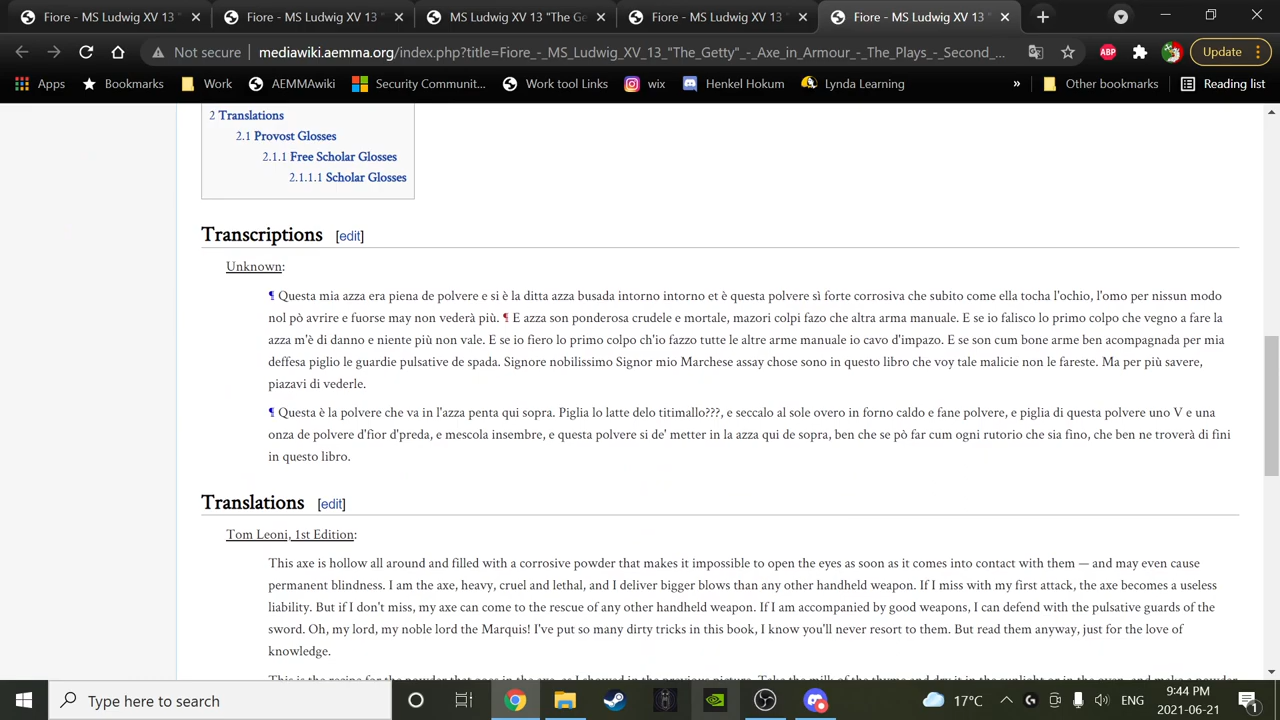 Fiore - MS Ludwig XV 13 "
Fiore - MS Ludwig XV 13 "
MS Ludwig XV 13 "The Ge
Fiore - MS Ludwig XV 13 "
Fiore - MS Ludwig XV 13 "
Not secure mediawiki.aemma.org/index.php?title=Fiore_-_MS_Ludwig_XV_13_"The_Getty"_-_Axe_in_Armour_-_The_Plays_-_Second_... ABP Update
Apps Bookmarks Work AEMMAwiki Security Communit... Work tool Links wix Henkel Hokum Lynda Learning » Other bookmarks Reading list
2 Translations
2.1 Provost Glosses
2.1.1 Free Scholar Glosses
2.1.1.1 Scholar Glosses
Transcriptions [edit]
Unknown:
¶ Questa mia azza era piena de polvere e si è la ditta azza busada intorno intorno et è questa polvere sì forte corrosiva che subito come ella tocha l'ochio, l'omo per nissun modo
nol pò avrire e fuorse may non vederà più. ¶ E azza son ponderosa crudele e mortale, mazori colpi fazo che altra arma manuale. E se io falisco lo primo colpo che vegno a fare la
azza m'è di danno e niente più non vale. E se io fiero lo primo colpo ch'io fazzo tutte le altre arme manuale io cavo d'impazo. E se son cum bone arme ben acompagnada per mia
deffesa piglio le guardie pulsative de spada. Signore nobilissimo Signor mio Marchese assay chose sono in questo libro che voy tale malicie non le fareste. Ma per più savere,
piazavi di vederle.
¶ Questa è la polvere che va in l'azza penta qui sopra. Piglia lo latte delo titimallo???, e seccalo al sole overo in forno caldo e fane polvere, e piglia di questa polvere uno V e una
onza de polvere d'fior d'preda, e mescola insembre, e questa polvere si de' metter in la azza qui de sopra, ben che se pò far cum ogni rutorio che sia fino, che ben ne troverà di fini
in questo libro.
Translations [edit]
Tom Leoni, 1st Edition:
This axe is hollow all around and filled with a corrosive powder that makes it impossible to open the eyes as soon as it comes into contact with them — and may even cause
permanent blindness. I am the axe, heavy, cruel and lethal, and I deliver bigger blows than any other handheld weapon. If I miss with my first attack, the axe becomes a useless
liability. But if I don't miss, my axe can come to the rescue of any other handheld weapon. If I am accompanied by good weapons, I can defend with the pulsative guards of the
sword. Oh, my lord, my noble lord the Marquis! I've put so many dirty tricks in this book, I know you'll never resort to them. But read them anyway, just for the love of
knowledge.
Type here to search 17°C ENG 9:44 PM
2021-06-21 1